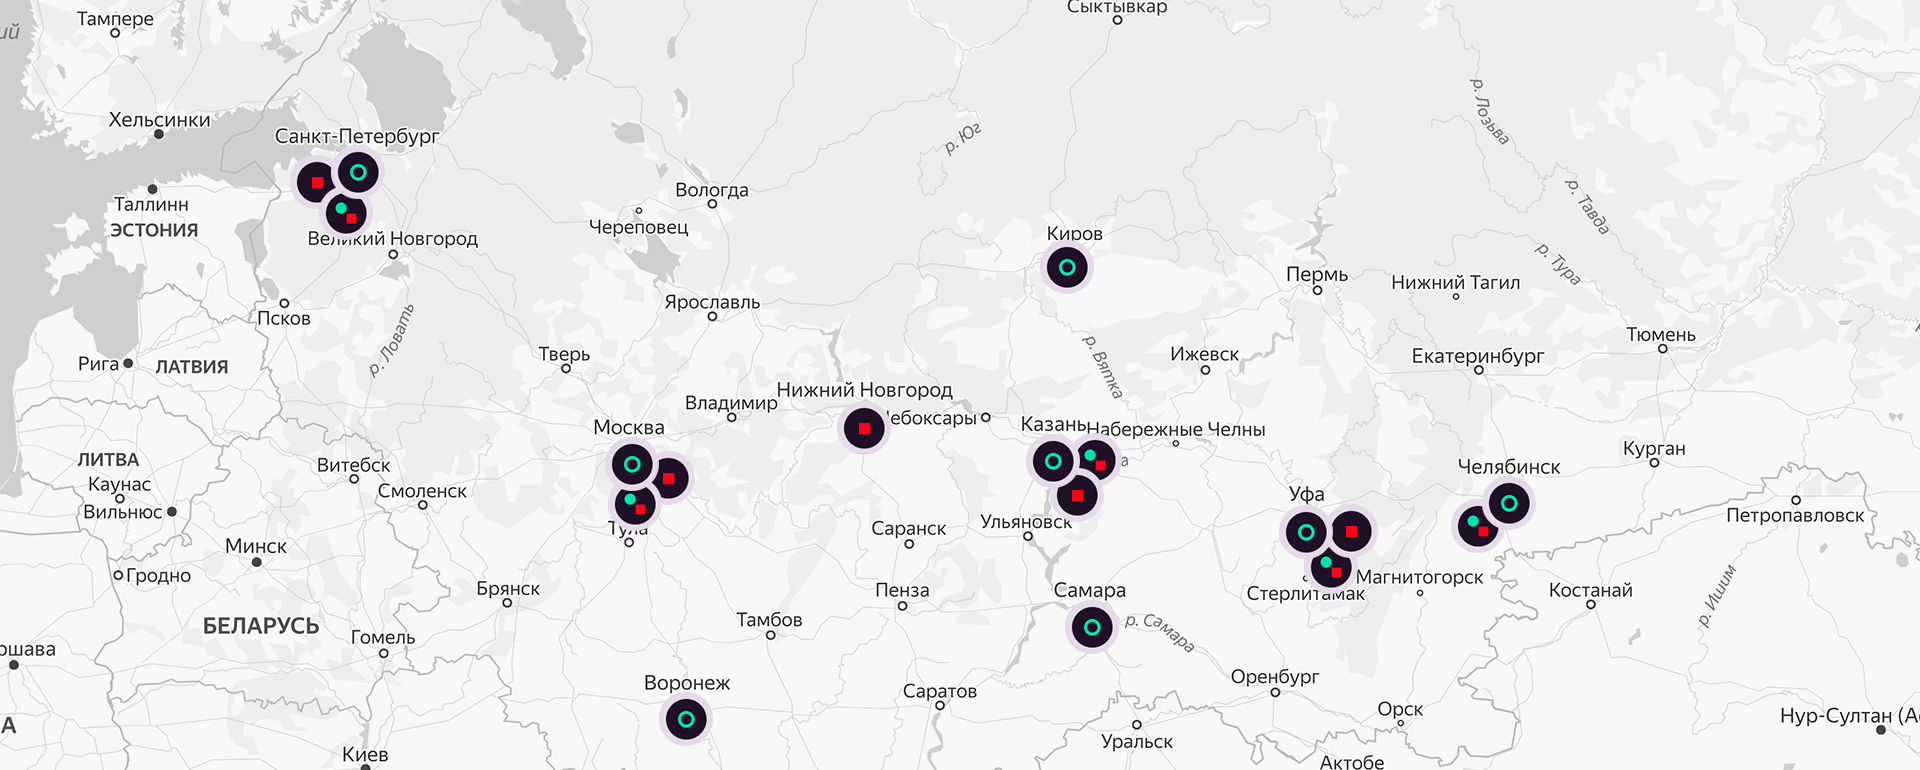 Сыктывкар
Тампере
ий
Хельсинки
Санкт-Петербург
р. Юг
р. Лозьва
Вологда
Таллинн
ЭСТОНИЯ
Череповец
Великий Новгород
Киров
р. Тавда
р. Тура
Пермь
Нижний Тагил
Ярославль
Псков
р. Ловать
Тюмень
Тверь
Ижевск
Екатеринбург
Рига
ЛАТВИЯ
р. Вятка
Нижний Новгород
Владимир
ебоксары
Москва
Казань
Набережные Челны
а
ЛИТВА
Витебск
Курган
Челябинск
Каунас
Смоленск
Уфа
Вильнюс
Петропавловск
Ульяновск
Саранск
Тула
Минск
Гродно
Магнитогорск
Брянск
Пенза
Самара
Стерлитамак
Костанай
р. Ишим
Тамбов
БЕЛАРУСЬ
р. Самара
Гомель
ршава
Воронеж
Оренбург
Саратов
Орск
Нур-Султан (А
А
Уральск
Киев
Актобе